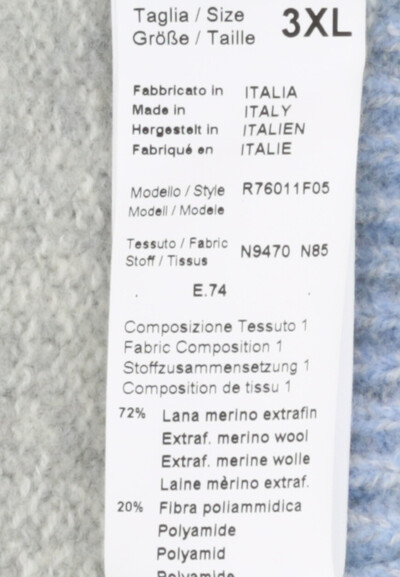 Taglia / Size 3XL
Größe / Taille
Fabbricato in ITALIA
Made in ITALY
Hergestelt in ITALIEN
Fabriqué en ITALIE
Modello / Style R76011F05
Modell / Modele
Tessuto / Fabric N9470 N85
Stoff / Tissus
E.74
Composizione Tessuto 1
Fabric Composition 1
Stoffzusammensetzung 1
Composition de tissu 1
72% Lana merino extrafin
Extraf. merino wool
Extraf. merine wolle
Laine mèrino extraf.
20% Fibra poliammidica
Polyamide
Polyamid
Polyamide